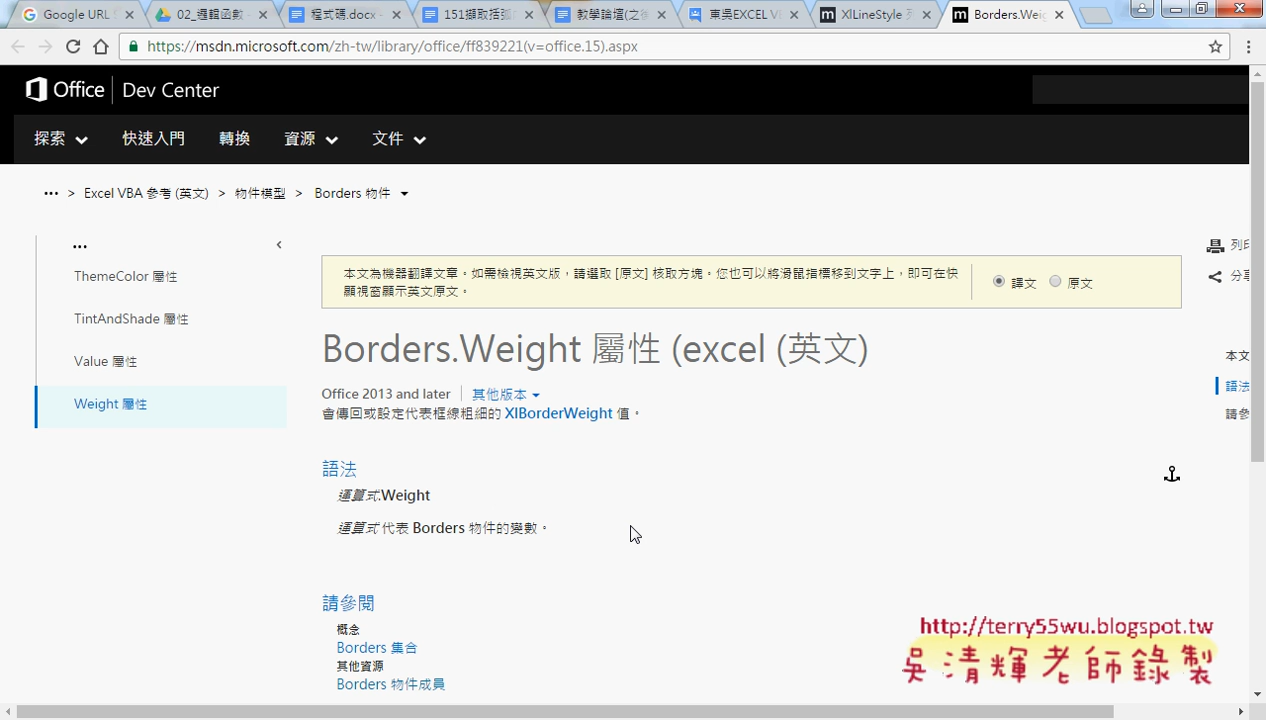 Google URL
02_邏輯函數
程式碼.docx
151擷取括弧
教學論壇(之後
東吳EXCEL V
XlLineStyle
Borders.Weig
https://msdn.microsoft.com/zh-tw/library/office/ff839221(v=office.15).aspx
Office Dev Center
探索 快速入門 轉換 資源 文件
... > Excel VBA 參考 (英文) > 物件模型 > Borders 物件
...
ThemeColor 屬性
TintAndShade 屬性
Value 屬性
Weight 屬性
本文為機器翻譯文章。如需檢視英文版，請選取 [原文] 核取方塊。您也可以將滑鼠指標移到文字上，即可在快
顯視窗顯示英文原文。
譯文 原文
Borders.Weight 屬性 (excel (英文)
Office 2013 and later 其他版本
會傳回或設定代表框線粗細的 XlBorderWeight 值。
語法
運算式.Weight
運算式 代表 Borders 物件的變數。
請參閱
概念
Borders 集合
其他資源
Borders 物件成員
列印
分享
本文
語法
請參
http://terry55wu.blogspot.tw
吳清輝老師錄製